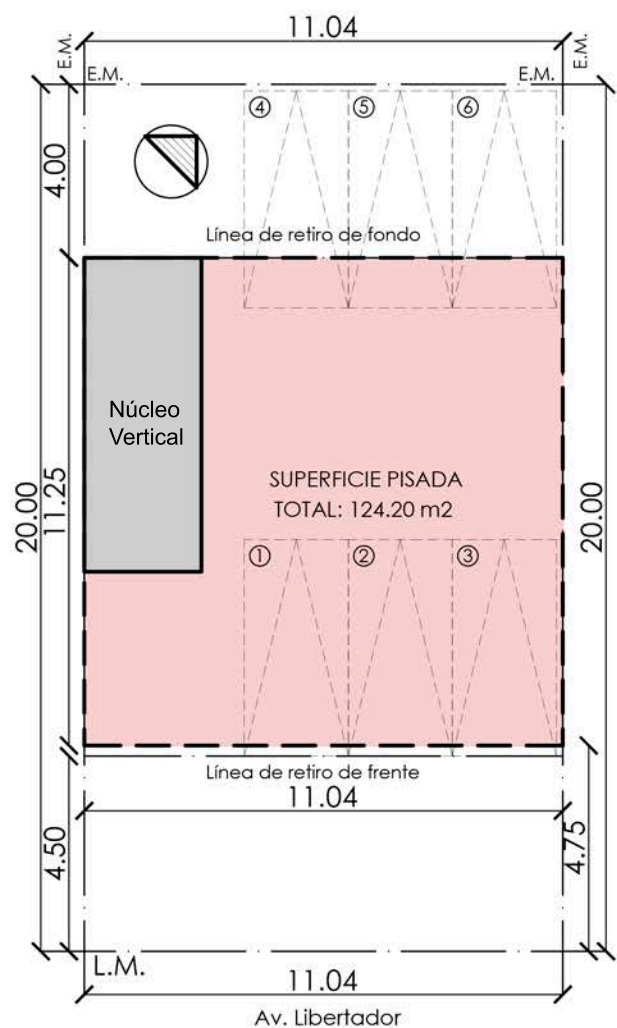 11.04
E.M.
E.M.
E.M.
E.M.
④
⑤
⑥
4.00
Línea de retiro de fondo
Núcleo
Vertical
SUPERFICIE PISADA
TOTAL: 124.20 m2
20.00
11.25
20.00
①
②
③
Línea de retiro de frente
11.04
4.50
4.75
L.M.
11.04
Av. Libertador